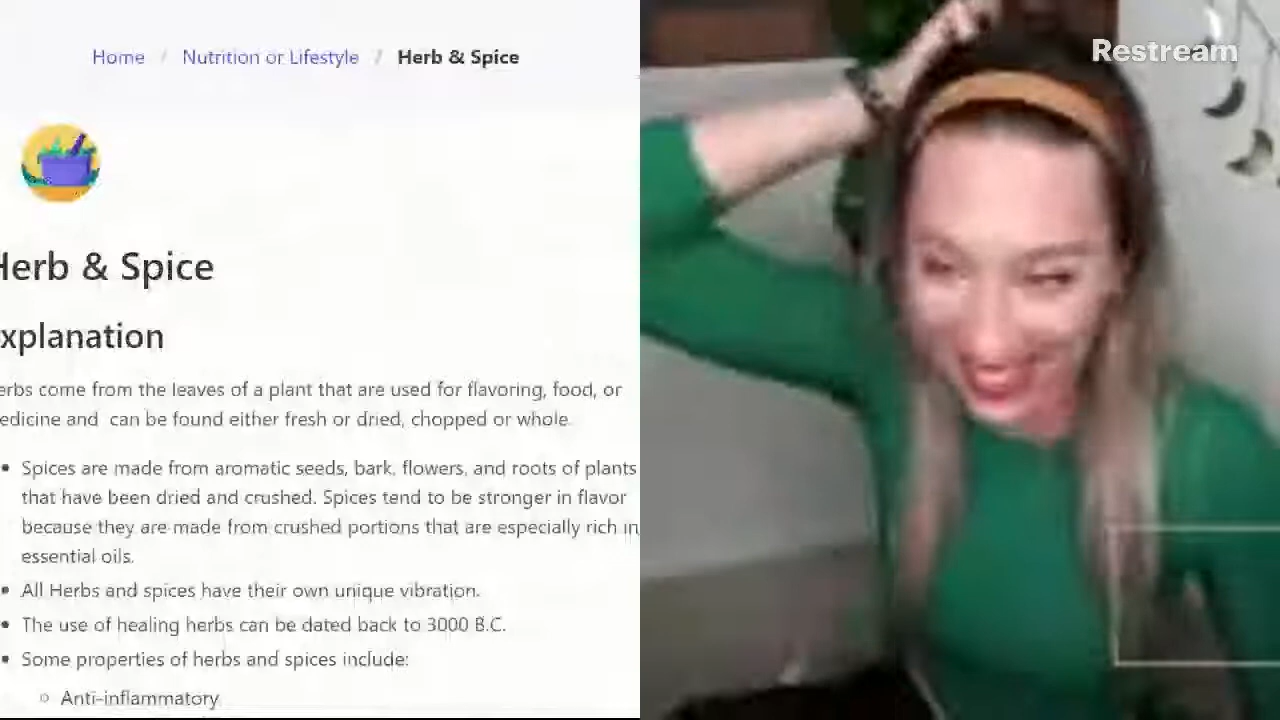 Home / Nutrition or Lifestyle / Herb & Spice
Restream
Herb & Spice
xplanation
erbs come from the leaves of a plant that are used for flavoring, food, or
edicine and can be found either fresh or dried, chopped or whole.
• Spices are made from aromatic seeds, bark, flowers, and roots of plants
that have been dried and crushed. Spices tend to be stronger in flavor
because they are made from crushed portions that are especially rich in
essential oils.
• All Herbs and spices have their own unique vibration.
• The use of healing herbs can be dated back to 3000 B.C.
• Some properties of herbs and spices include:
○ Anti-inflammatory